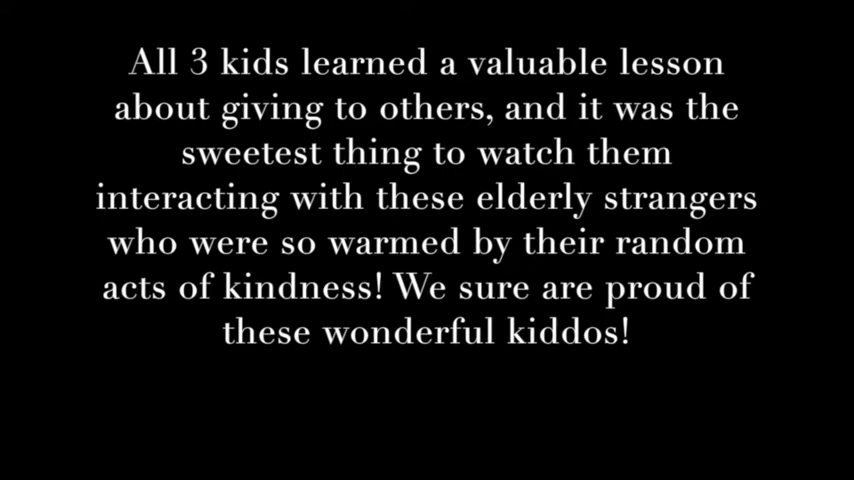 All 3 kids learned a valuable lesson
about giving to others, and it was the
sweetest thing to watch them
interacting with these elderly strangers
who were so warmed by their random
acts of kindness! We sure are proud of
these wonderful kiddos!